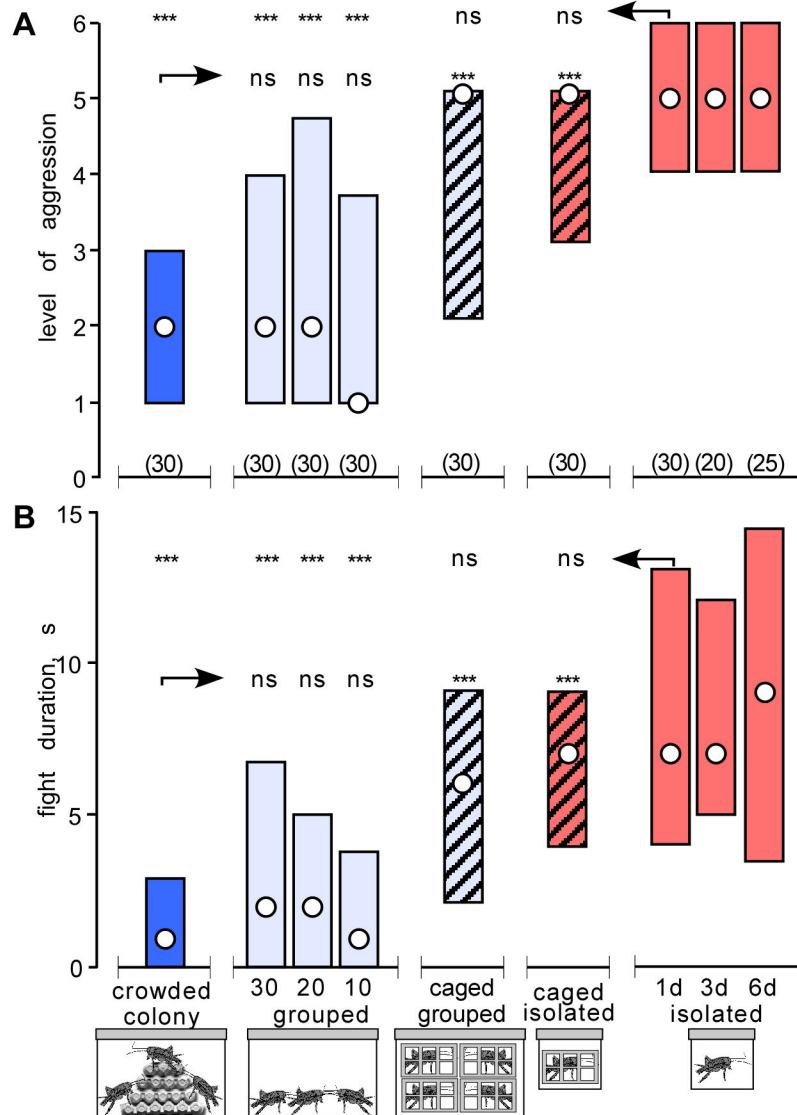 A
6
5
4
3
2
1
0
level of aggression
*** *** *** *** ns
ns ns ns *** ***
ns
(30) (30) (30) (30) (30) (30) (30) (20) (25)
B
15
10
5
0
fight duration, s
*** *** *** *** ns ns
ns ns ns *** ***
crowded colony
30 20 10
grouped
caged grouped
caged isolated
1d 3d 6d
isolated